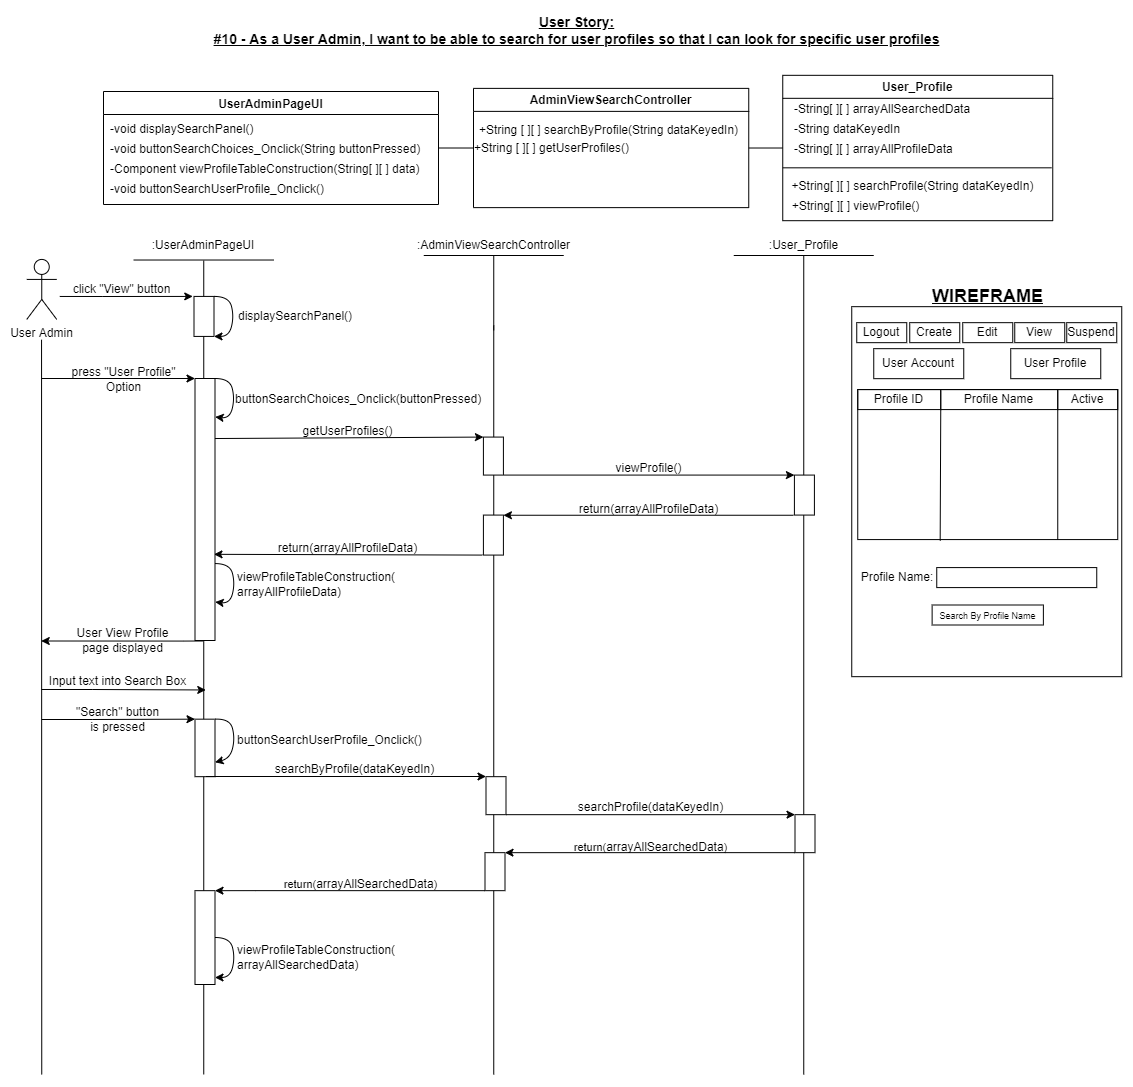 User Story:
#10 - As a User Admin, I want to be able to search for user profiles so that I can look for specific user profiles
UserAdminPageUI
-void displaySearchPanel()
-void buttonSearchChoices_Onclick(String buttonPressed)
-Component viewProfileTableConstruction(String[ ][ ] data)
-void buttonSearchUserProfile_Onclick()
AdminViewSearchController
+String [ ][ ] searchByProfile(String dataKeyedIn)
+String [ ][ ] getUserProfiles()
User_Profile
-String[ ][ ] arrayAllSearchedData
-String dataKeyedIn
-String[ ][ ] arrayAllProfileData
+String[ ][ ] searchProfile(String dataKeyedIn)
+String[ ][ ] viewProfile()
:UserAdminPageUI
:AdminViewSearchController
:User_Profile
User Admin
click "View" button
displaySearchPanel()
press "User Profile"
Option
buttonSearchChoices_Onclick(buttonPressed)
getUserProfiles()
viewProfile()
return(arrayAllProfileData)
return(arrayAllProfileData)
viewProfileTableConstruction(
arrayAllProfileData)
User View Profile
page displayed
Input text into Search Box
"Search" button
is pressed
buttonSearchUserProfile_Onclick()
searchByProfile(dataKeyedIn)
searchProfile(dataKeyedIn)
return(arrayAllSearchedData)
return(arrayAllSearchedData)
viewProfileTableConstruction(
arrayAllSearchedData)
WIREFRAME
Logout Create Edit View Suspend
User Account User Profile
Profile ID Profile Name Active
Profile Name:
Search By Profile Name